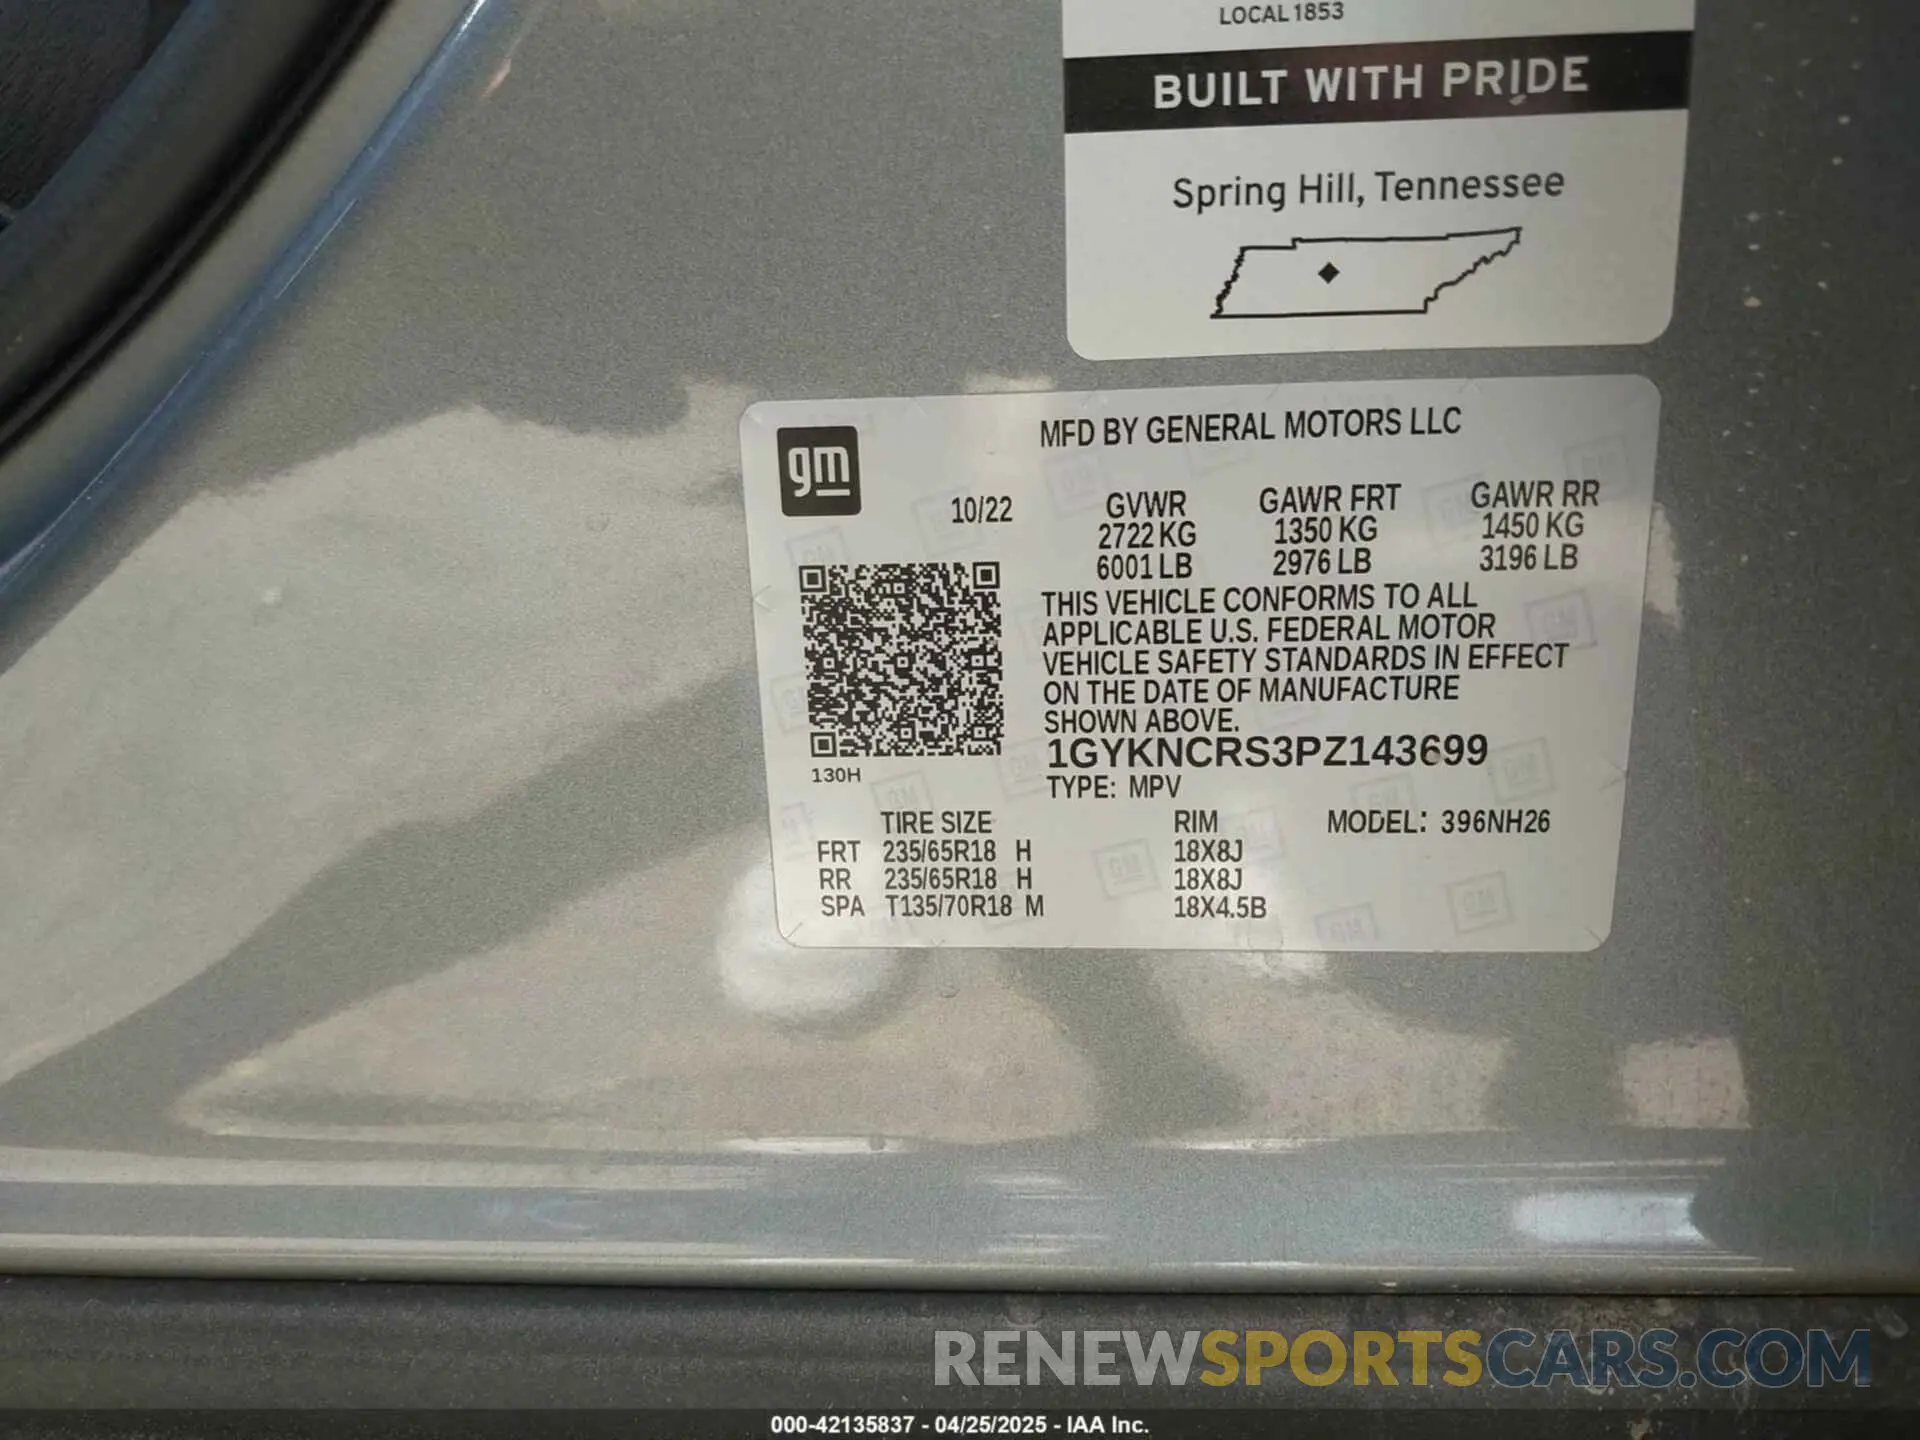 LOCAL 1853
BUILT WITH PRIDE
Spring Hill, Tennessee
gm
MFD BY GENERAL MOTORS LLC
10/22
GVWR GAWR FRT GAWR RR
2722 KG 1350 KG 1450 KG
6001 LB 2976 LB 3196 LB
THIS VEHICLE CONFORMS TO ALL
APPLICABLE U.S. FEDERAL MOTOR
VEHICLE SAFETY STANDARDS IN EFFECT
ON THE DATE OF MANUFACTURE
SHOWN ABOVE.
1GYKNCRS3PZ143699
130H
TYPE: MPV
TIRE SIZE RIM MODEL: 396NH26
FRT 235/65R18 H 18X8J
RR 235/65R18 H 18X8J
SPA T135/70R18 M 18X4.5B
RENEWSPORTSCARS.COM
000-42135837 - 04/25/2025 - IAA Inc.